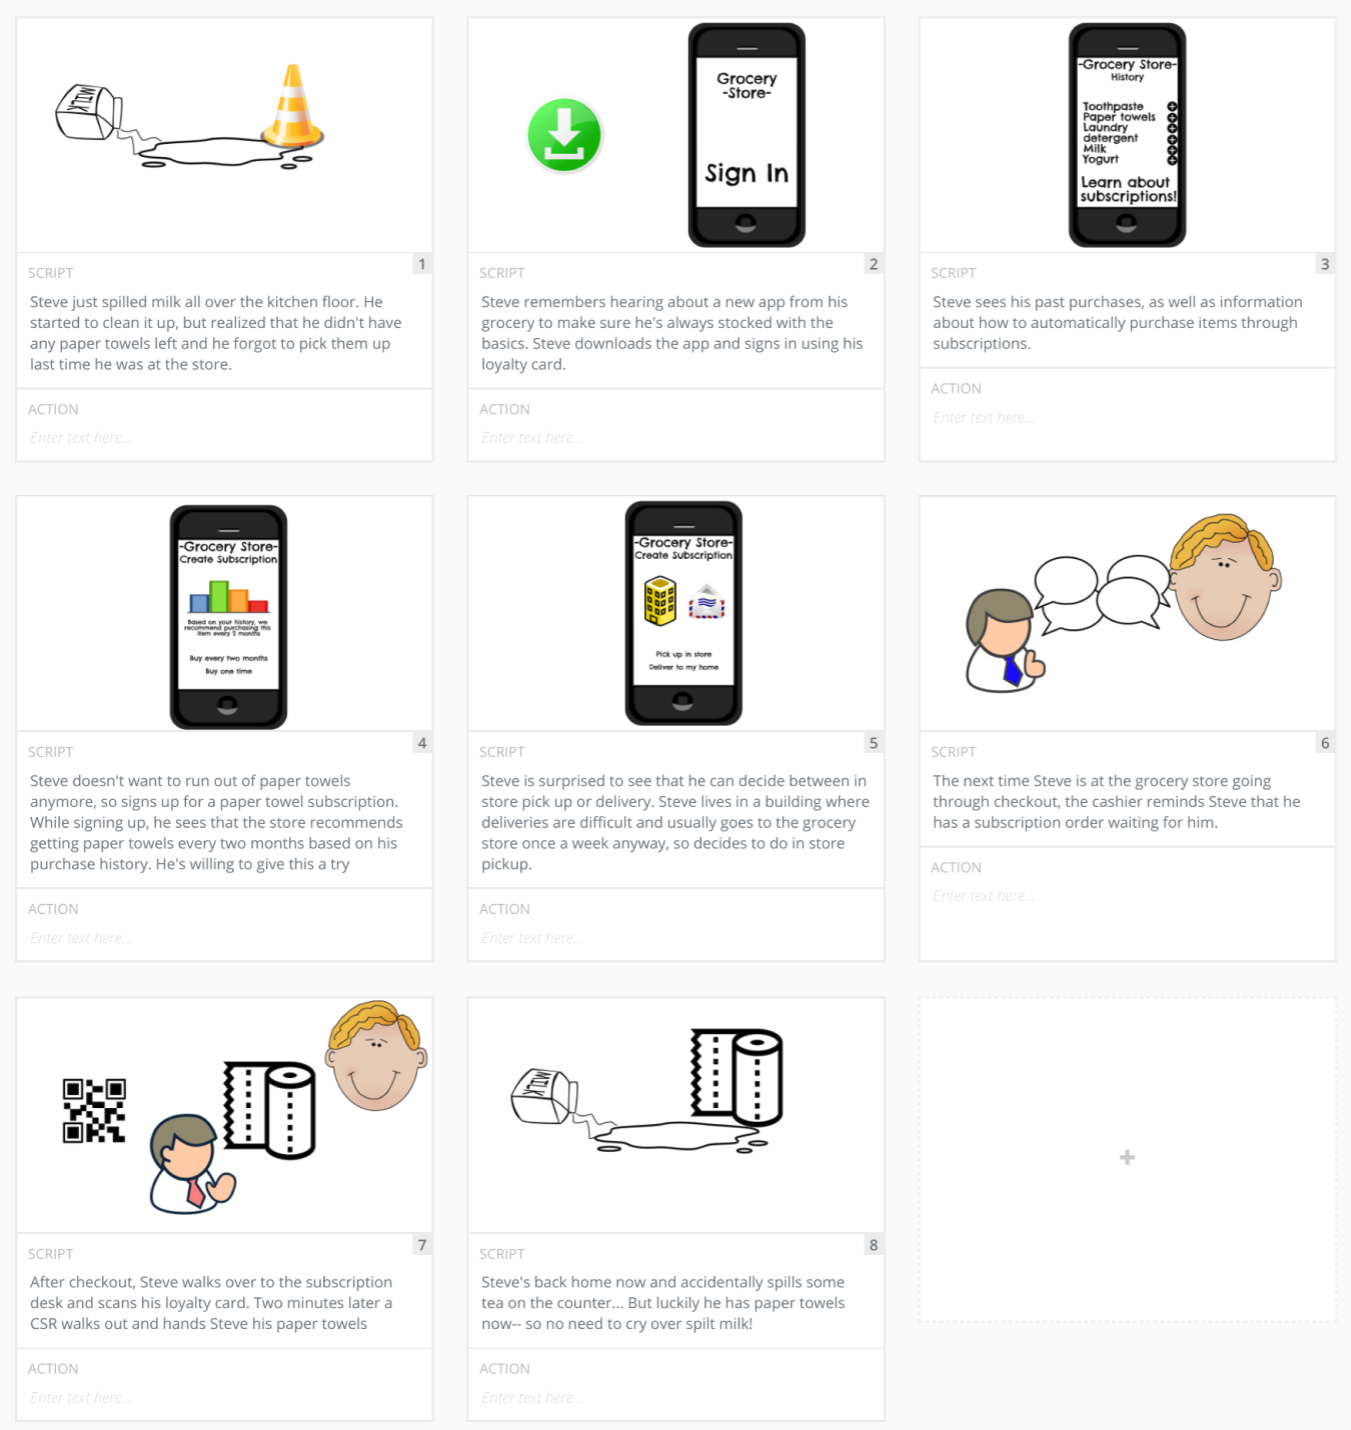 MILK
1
SCRIPT
Steve just spilled milk all over the kitchen floor. He
started to clean it up, but realized that he didn't have
any paper towels left and he forgot to pick them up
last time he was at the store.
ACTION
Enter text here...
Grocery
-Store-
Sign In
2
SCRIPT
Steve remembers hearing about a new app from his
grocery to make sure he's always stocked with the
basics. Steve downloads the app and signs in using his
loyalty card.
ACTION
Enter text here...
-Grocery Store-
History
Toothpaste
Paper towels
Laundry
detergent
Milk
Yogurt
Learn about
subscriptions!
3
SCRIPT
Steve sees his past purchases, as well as information
about how to automatically purchase items through
subscriptions.
ACTION
Enter text here...
-Grocery Store-
Create Subscription
Based on your history, we
recommend purchasing this
item every 2 months
Buy every two months
Buy one time
4
SCRIPT
Steve doesn't want to run out of paper towels
anymore, so signs up for a paper towel subscription.
While signing up, he sees that the store recommends
getting paper towels every two months based on his
purchase history. He's willing to give this a try
ACTION
Enter text here...
-Grocery Store-
Create Subscription
Pick up in store
Deliver to my home
5
SCRIPT
Steve is surprised to see that he can decide between in
store pick up or delivery. Steve lives in a building where
deliveries are difficult and usually goes to the grocery
store once a week anyway, so decides to do in store
pickup.
ACTION
Enter text here...
6
SCRIPT
The next time Steve is at the grocery store going
through checkout, the cashier reminds Steve that he
has a subscription order waiting for him.
ACTION
Enter text here...
7
SCRIPT
After checkout, Steve walks over to the subscription
desk and scans his loyalty card. Two minutes later a
CSR walks out and hands Steve his paper towels
ACTION
Enter text here...
MILK
8
SCRIPT
Steve's back home now and accidentally spills some
tea on the counter... But luckily he has paper towels
now-- so no need to cry over spilt milk!
ACTION
Enter text here...